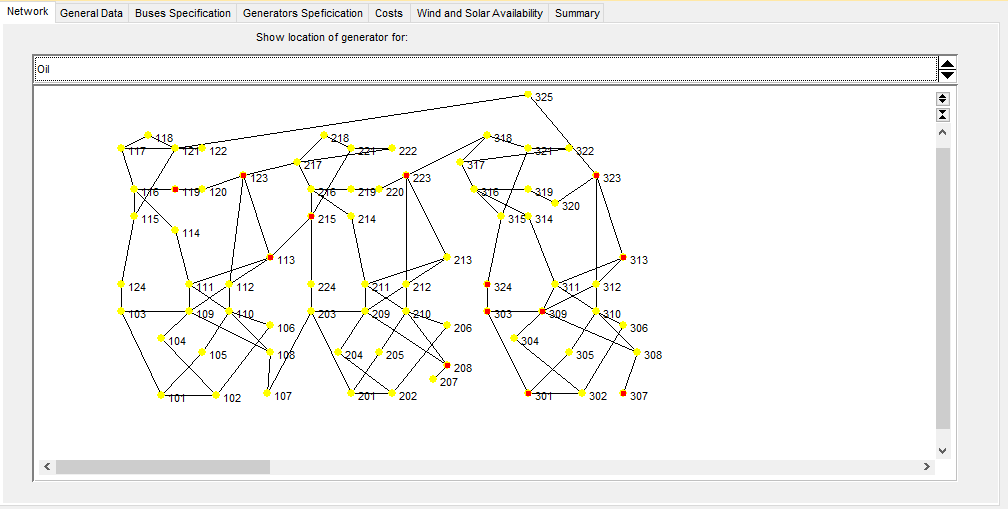 Network General Data Buses Specification Generators Speficication Costs Wind and Solar Availability Summary
Show location of generator for:
Oil
325
118 218 318
117 121 122 221 222 321 322
217 317
123 223 323
116 119 120 216 219 220 316 319
320
115 215 214 315 314
114
113 213 313
124 111 112 224 211 212 324 311 312
103 109 110 203 209 210 303 309 310
106 206 306
104 304
105 108 204 205 305 308
208
207
101 102 107 201 202 301 302 307